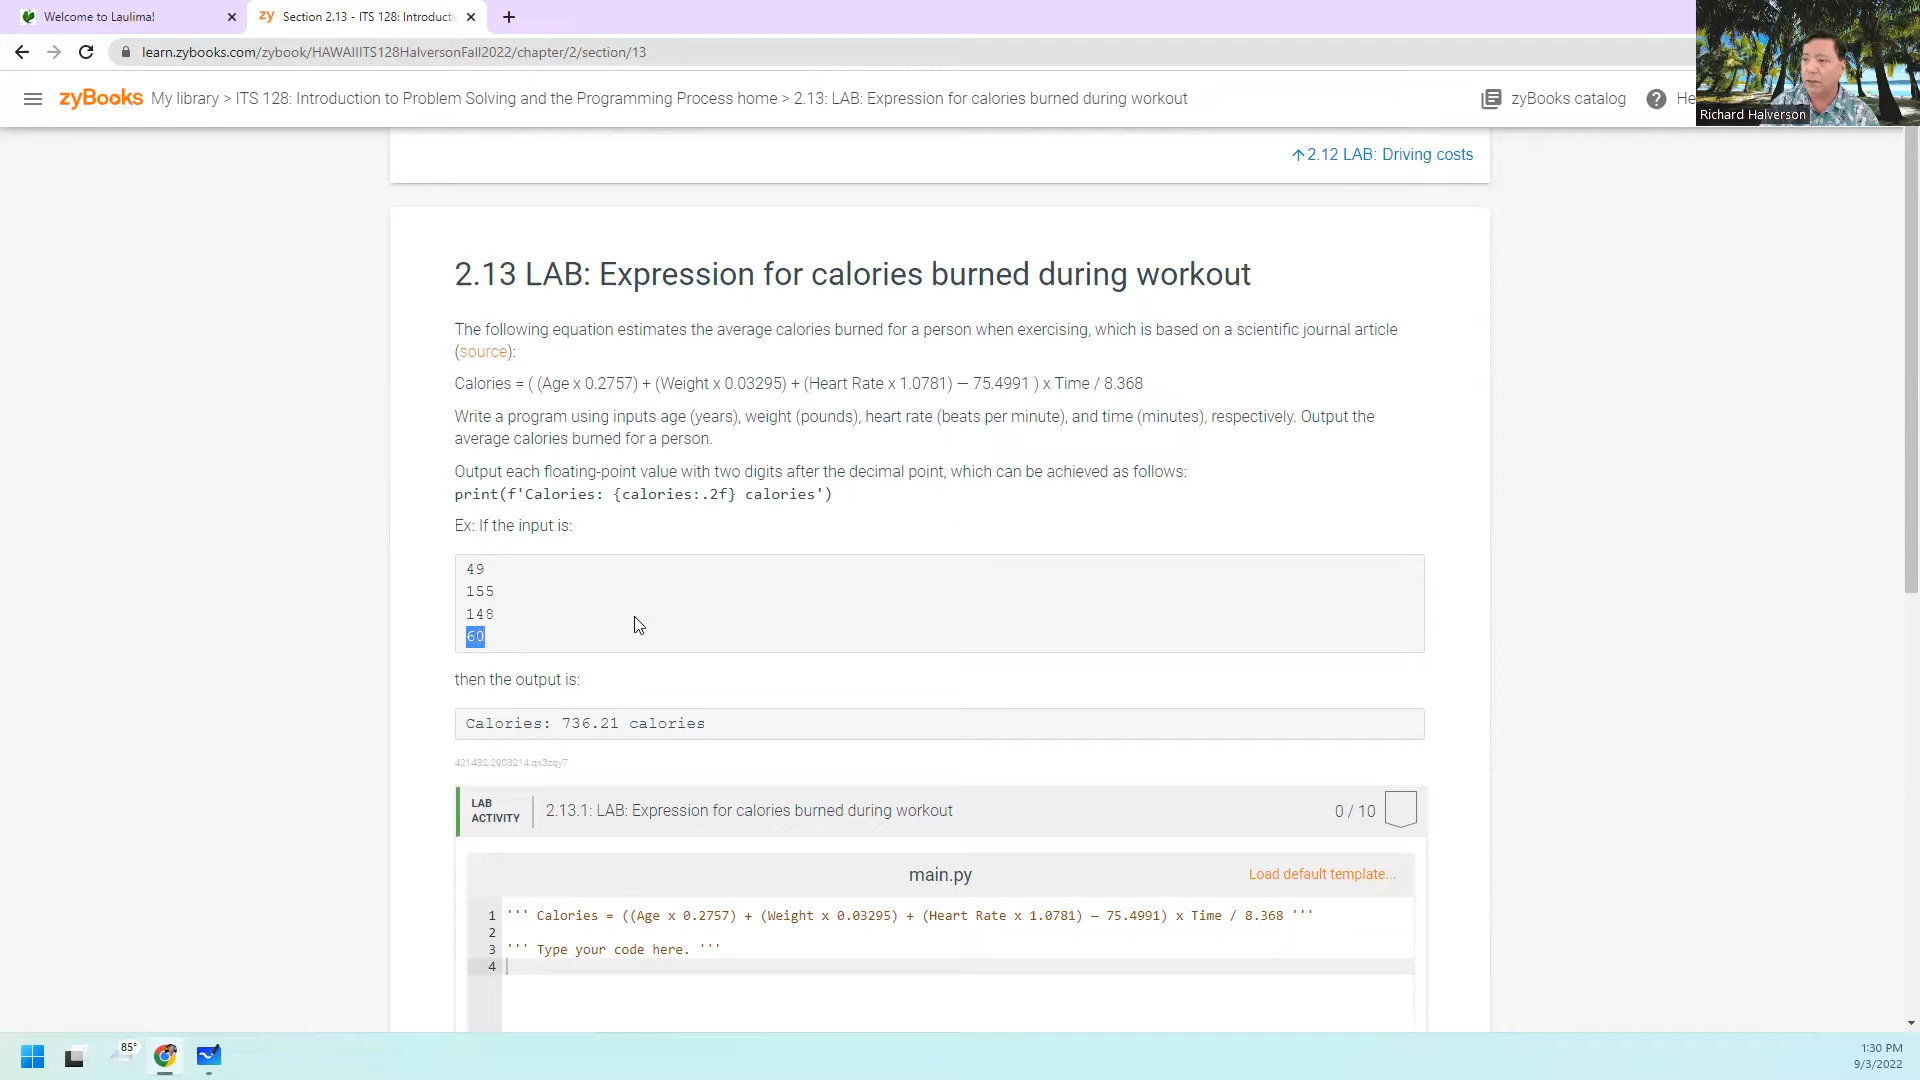 Welcome to Laulima!
zy Section 2.13 - ITS 128: Introducti
learn.zybooks.com/zybook/HAWAIIITS128HalversonFall2022/chapter/2/section/13
zyBooks My library > ITS 128: Introduction to Problem Solving and the Programming Process home > 2.13: LAB: Expression for calories burned during workout
zyBooks catalog
? He
Richard Halverson
↑2.12 LAB: Driving costs
2.13 LAB: Expression for calories burned during workout
The following equation estimates the average calories burned for a person when exercising, which is based on a scientific journal article
(source):
Calories = ( (Age x 0.2757) + (Weight x 0.03295) + (Heart Rate x 1.0781) — 75.4991 ) x Time / 8.368
Write a program using inputs age (years), weight (pounds), heart rate (beats per minute), and time (minutes), respectively. Output the
average calories burned for a person.
Output each floating-point value with two digits after the decimal point, which can be achieved as follows:
print(f'Calories: {calories:.2f} calories')
Ex: If the input is:
49
155
148
60
then the output is:
Calories: 736.21 calories
421432.2903214.qx3zqy7
LAB
ACTIVITY
2.13.1: LAB: Expression for calories burned during workout
0 / 10
main.py
Load default template...
1 ''' Calories = ((Age x 0.2757) + (Weight x 0.03295) + (Heart Rate x 1.0781) — 75.4991) x Time / 8.368 '''
2
3 ''' Type your code here. '''
4
85°
1:30 PM
9/3/2022